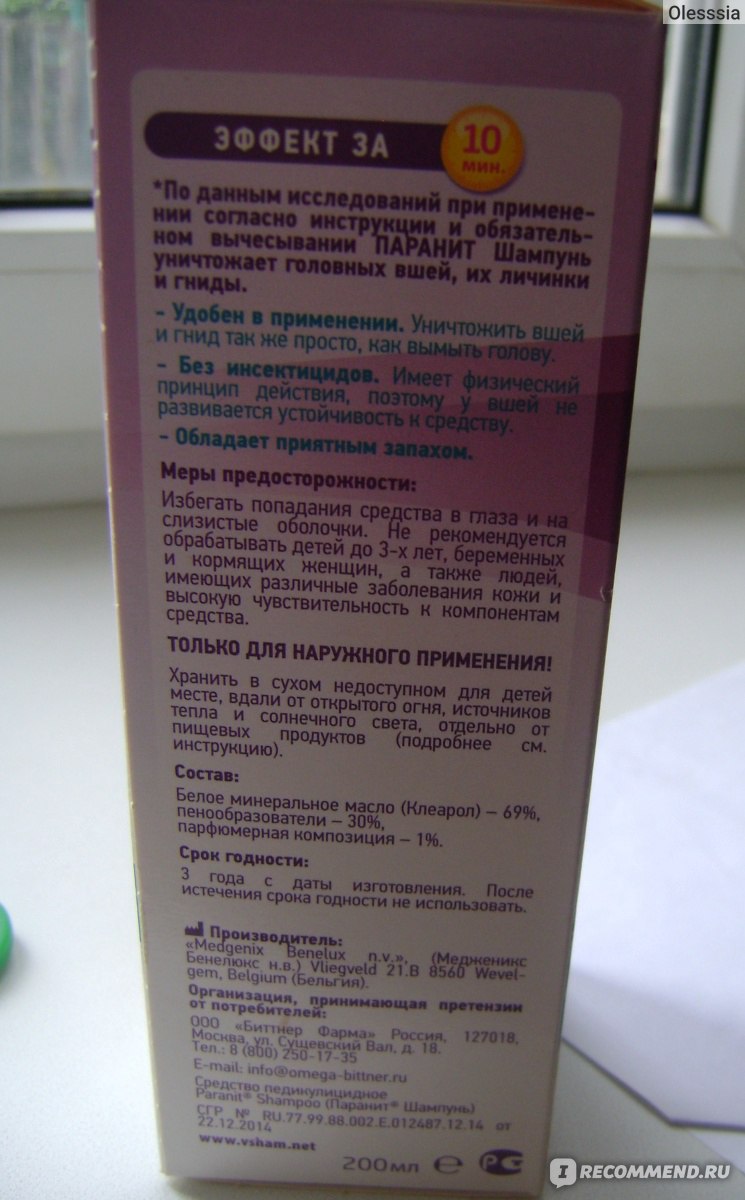 Olesssia
ЭФФЕКТ ЗА
10
мин.
*По данным исследований при примене-
нии согласно инструкции и обязатель-
ном вычесывании ПАРАНИТ Шампунь
уничтожает головных вшей, их личинки
и гниды.
- Удобен в применении. Уничтожить вшей
и гнид так же просто, как вымыть голову.
- Без инсектицидов. Имеет физический
принцип действия, поэтому у вшей не
развивается устойчивость к средству.
- Обладает приятным запахом.
Меры предосторожности:
Избегать попадания средства в глаза и на
слизистые оболочки. Не рекомендуется
обрабатывать детей до 3-х лет, беременных
и кормящих женщин, а также людей,
имеющих различные заболевания кожи и
высокую чувствительность к компонентам
средства.
ТОЛЬКО ДЛЯ НАРУЖНОГО ПРИМЕНЕНИЯ!
Хранить в сухом недоступном для детей
месте, вдали от открытого огня, источников
тепла и солнечного света, отдельно от
пищевых продуктов (подробнее см.
инструкцию).
Состав:
Белое минеральное масло (Клеарол) – 69%,
пенообразователи – 30%,
парфюмерная композиция – 1%.
Срок годности:
3 года с даты изготовления. После
истечения срока годности не использовать.
Производитель:
«Medgenix Benelux n.v.», (Медженикс
Бенелюкс н.в.) Vliegveld 21.B 8560 Wevel-
gem, Belgium (Бельгия).
Организация, принимающая претензии
от потребителей:
ООО «Биттнер Фарма» Россия, 127018,
Москва, ул. Сущевский Вал, д. 18.
Тел.: 8 (800) 250-17-35
E-mail: info@omega-bittner.ru
Средство педикулицидное
Paranit® Shampoo (Паранит® Шампунь)
СГР № RU.77.99.88.002.E.012487.12.14 от
22.12.2014
www.vsham.net
200мл e РСТ
IRECOMMEND.RU